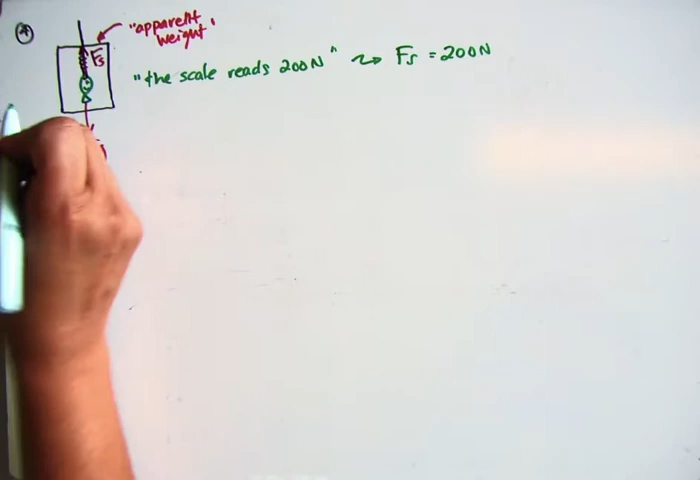 "apparent
weight"
Fs
"the scale reads 200N" ~> Fs = 200N